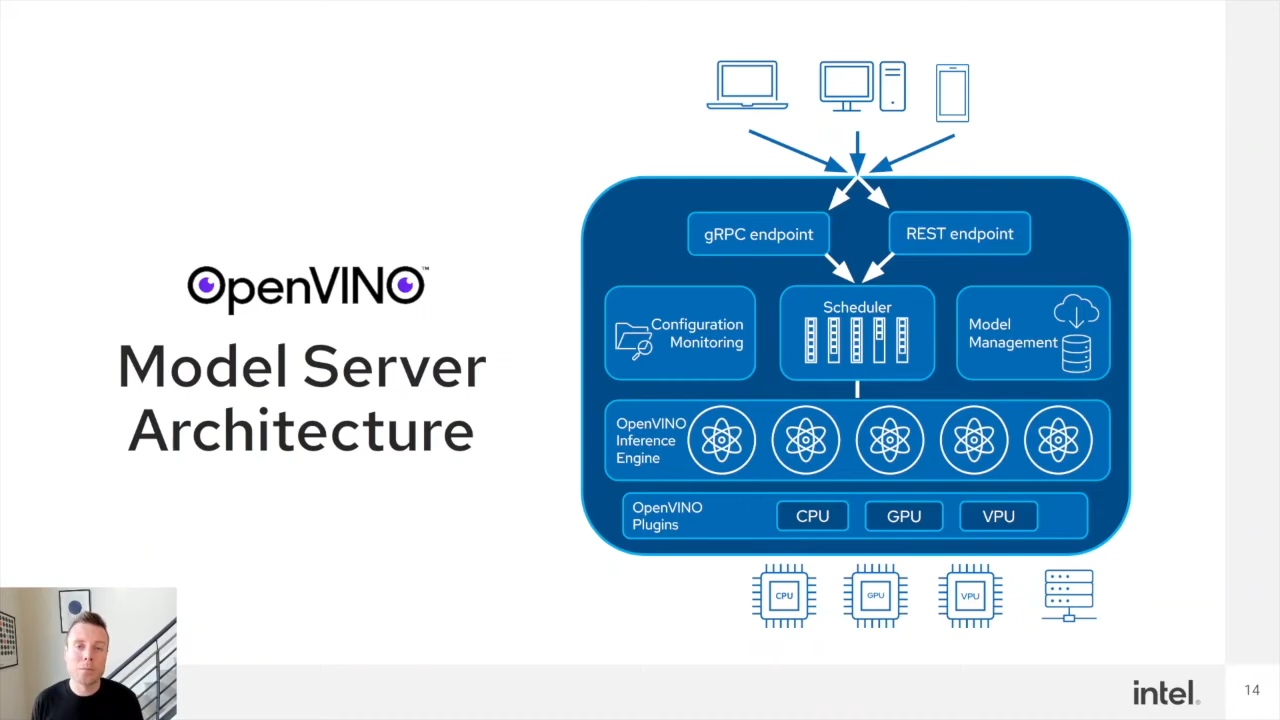 OpenVINO™
Model Server
Architecture
gRPC endpoint
REST endpoint
Configuration
Monitoring
Scheduler
Model
Management
OpenVINO
Inference
Engine
OpenVINO
Plugins
CPU
GPU
VPU
CPU
GPU
VPU
intel.
14